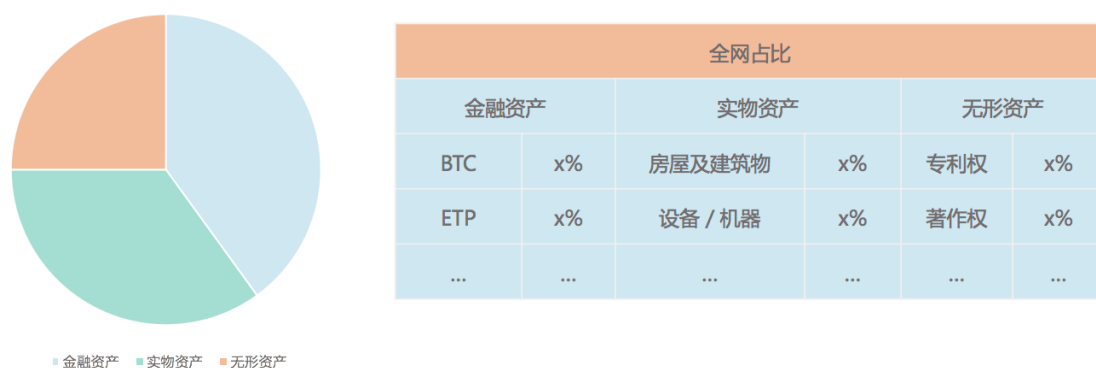 全网占比
金融资产 实物资产 无形资产
BTC x% 房屋及建筑物 x% 专利权 x%
ETP x% 设备 / 机器 x% 著作权 x%
... ... ... ... ... ...
金融资产 实物资产 无形资产